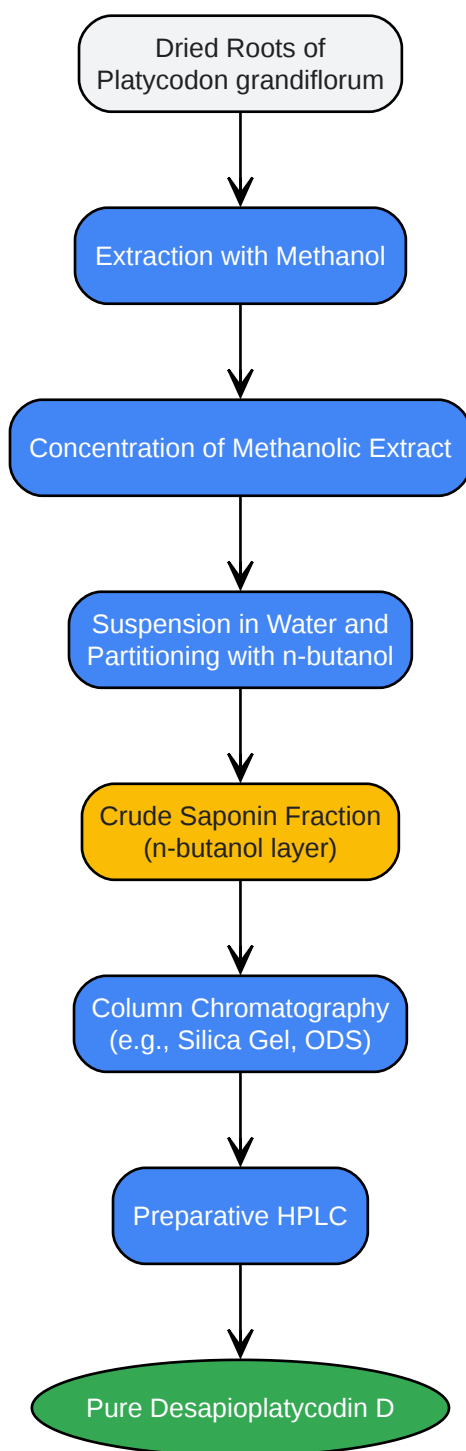 Dried Roots of
Platycodon grandiflorum
Extraction with Methanol
Concentration of Methanolic Extract
Suspension in Water and
Partitioning with n-butanol
Crude Saponin Fraction
(n-butanol layer)
Column Chromatography
(e.g., Silica Gel, ODS)
Preparative HPLC
Pure Desapioplatycodin D